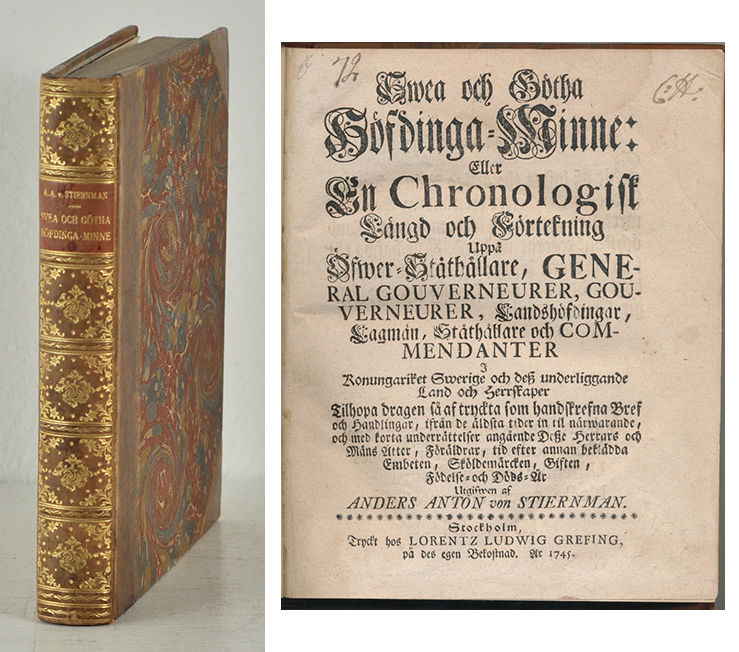 A. A. v. STIERNMAN
SVEA OCH GÖTHA
HÖFDINGA-MINNE
72
C: H:
Swea och Götha
Höfdinga-Minne:
Eller
En Chronologisk
Längd och Förtekning
Uppå
Öfwer-Ståthållare, GENE-
RAL GOUVERNEURER, GOU-
VERNEURER, Landshöfdingar,
Lagmän, Ståthållare och COM-
MENDANTER
I
Konungariket Swerige och deß underliggande
Land och Herrskaper
Tilhopa dragen så af tryckta som handskrefna Bref
och Handlingar, ifrån de äldsta tider in til närwarande,
och med korta underrättelser angående Deße Herrars och
Mäns Ätter, Föräldrar, tid efter annan beklädda
Embeten, Sköldemärcken, Giften,
Födelse- och Döds-År
Utgifwen af
ANDERS ANTON von STIERNMAN.
Stockholm,
Tryckt hos LORENTZ LUDWIG GREFING,
på des egen Bekostnad. År 1745.